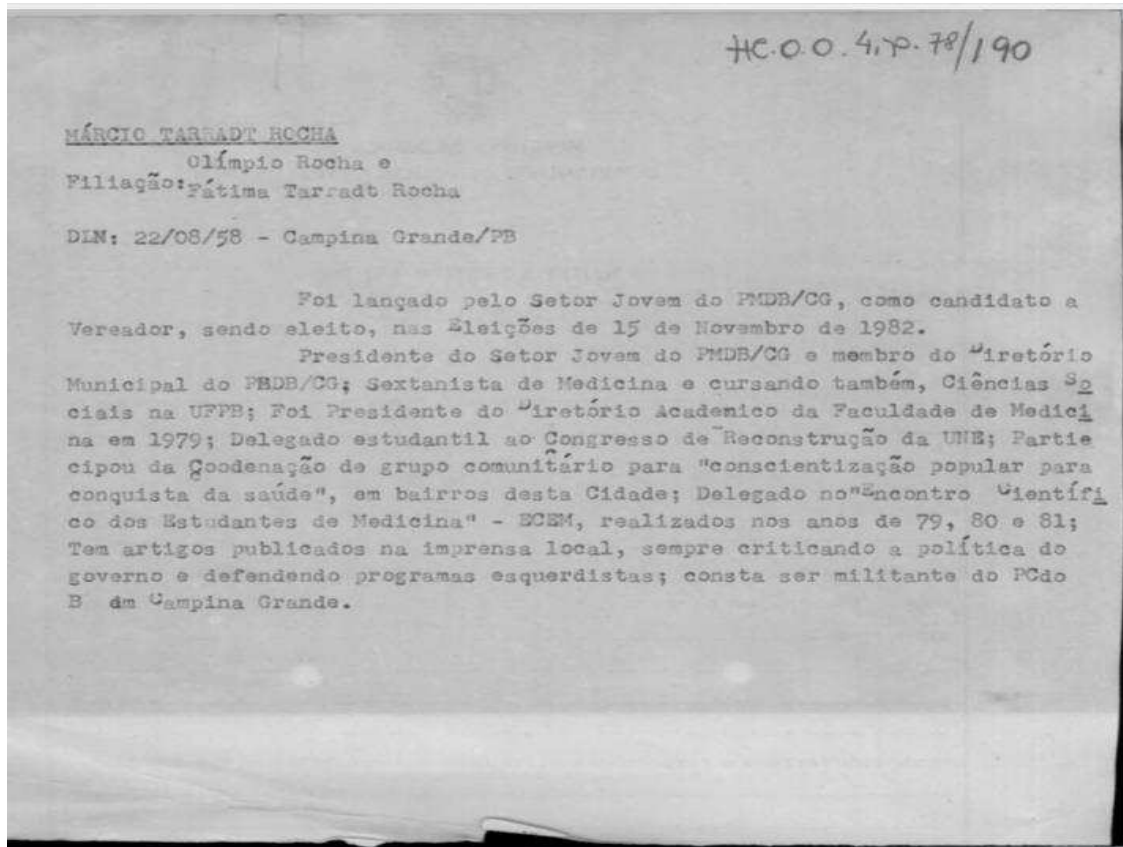 HC.0.0.4.P.78/190
MÁRCIO TARRADT ROCHA
Olímpio Rocha e
Filiação: Fátima Tarradt Rocha
DLN: 22/08/58 - Campina Grande/PB
Foi lançado pelo Setor Jovem do PMDB/CG, como candidato a
Vereador, sendo eleito, nas Eleições de 15 de Novembro de 1982.
Presidente do Setor Jovem do PMDB/CG e membro do Diretório
Municipal do PBDB/CG; Sextanista de Medicina e cursando também, Ciências So
ciais na UFPB; Foi Presidente do Diretório Academico da Faculdade de Medici
na em 1979; Delegado estudantil ao Congresso de Reconstrução da UNE; Partie
cipou da Coodenação de grupo comunitário para "conscientização popular para
conquista da saúde", em bairros desta Cidade; Delegado no"Encontro Científi
co dos Estudantes de Medicina" - ECEM, realizados nos anos de 79, 80 e 81;
Tem artigos publicados na imprensa local, sempre criticando a política do
governo e defendendo programas esquerdistas; consta ser militante do PCdo
B dm Campina Grande.